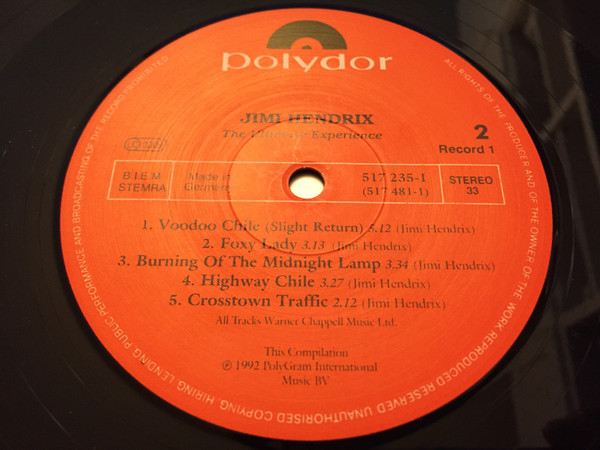 polydor
JIMI HENDRIX
The Ultimate Experience
2
Record 1
LC 0309
B.I.E.M
STEMRA
Made in
Germany
517 235-1
(517 481-1)
STEREO
33
1. Voodoo Chile (Slight Return) 5.12 (Jimi Hendrix)
2. Foxy Lady 3.13 (Jimi Hendrix)
3. Burning Of The Midnight Lamp 3.34 (Jimi Hendrix)
4. Highway Chile 3.27 (Jimi Hendrix)
5. Crosstown Traffic 2.12 (Jimi Hendrix)
All Tracks Warner Chappell Music Ltd.
This Compilation
℗ 1992 PolyGram International
Music BV
ALL RIGHTS OF THE PRODUCER AND OF THE OWNER OF THE WORK REPRODUCED RESERVED UNAUTHORISED COPYING, HIRING, LENDING PUBLIC PERFORMANCE AND BROADCASTING OF THE RECORD PROHIBITED